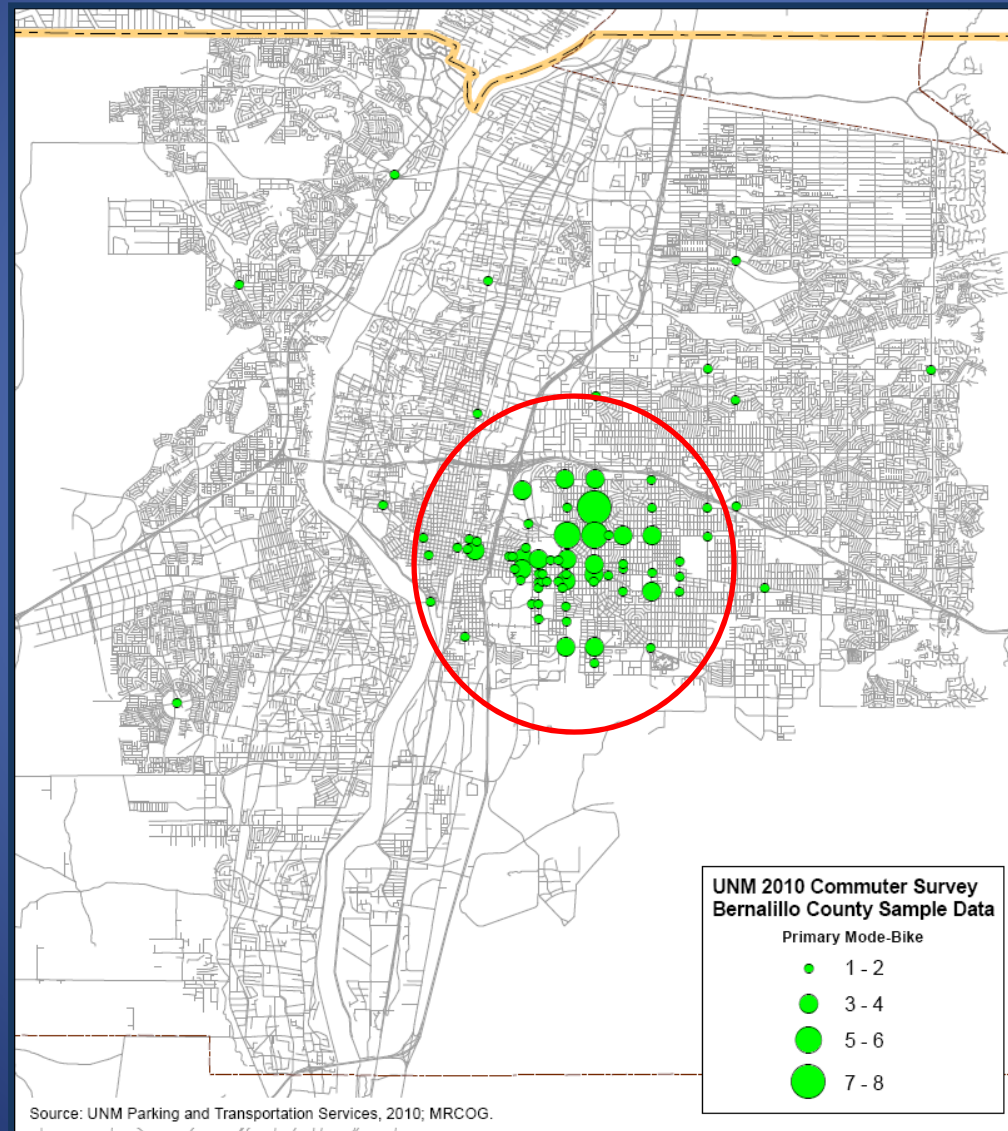 UNM 2010 Commuter Survey
Bernalillo County Sample Data
Primary Mode-Bike
1 - 2
3 - 4
5 - 6
7 - 8
Source: UNM Parking and Transportation Services, 2010; MRCOG.